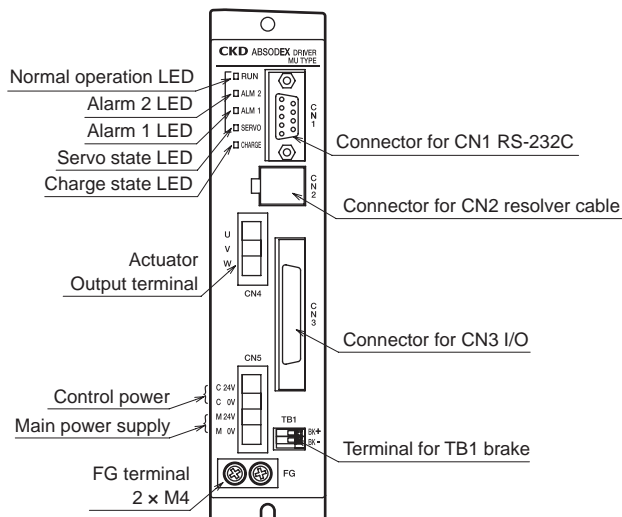 CKD ABSODEX DRIVER
MU TYPE
Normal operation LED
RUN
Alarm 2 LED
ALM 2
Alarm 1 LED
ALM 1
Servo state LED
SERVO
Charge state LED
CHARGE
CN1
Connector for CN1 RS-232C
CN2
Connector for CN2 resolver cable
U
V
W
Actuator
Output terminal
CN4
CN3
Connector for CN3 I/O
CN5
Control power
C 24V
C 0V
Main power supply
M 24V
M 0V
TB1
BK+
BK-
Terminal for TB1 brake
FG terminal
2 × M4
FG